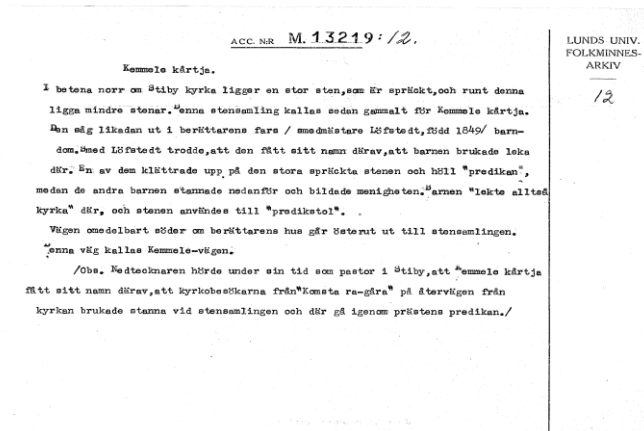 ACC. N:R M. 13219:12.
LUNDS UNIV.
FOLKMINNES-
ARKIV
12
Kemmele kårtja.
I betena norr om Stiby kyrka ligger en stor sten,som är spräckt,och runt denna
ligga mindre stenar.Denna stensamling kallas sedan gammalt för Kemmele kårtja.
Den såg likadan ut i berättarens fars / smedmästare Löfstedt,född 1849/ barn-
dom.Smed Löfstedt trodde,att den fått sitt namn därav,att barnen brukade leka
där. En av dem klättrade upp på den stora spräckta stenen och höll "predikan",
medan de andra barnen stannade nedanför och bildade menigheten.Barnen "lekte alltså
kyrka" där, och stenen användes till "predikstol".
Vägen omedelbart söder om berättarens hus går österut ut till stensamlingen.
Denna väg kallas Kemmele-vägen.
/Obs. Nedtecknaren hörde under sin tid som pastor i Stiby,att Kemmele kårtja
fått sitt namn därav,att kyrkobesökarna från"Komsta ra-gåra" på återvägen från
kyrkan brukade stanna vid stensamlingen och där gå igenom prästens predikan./